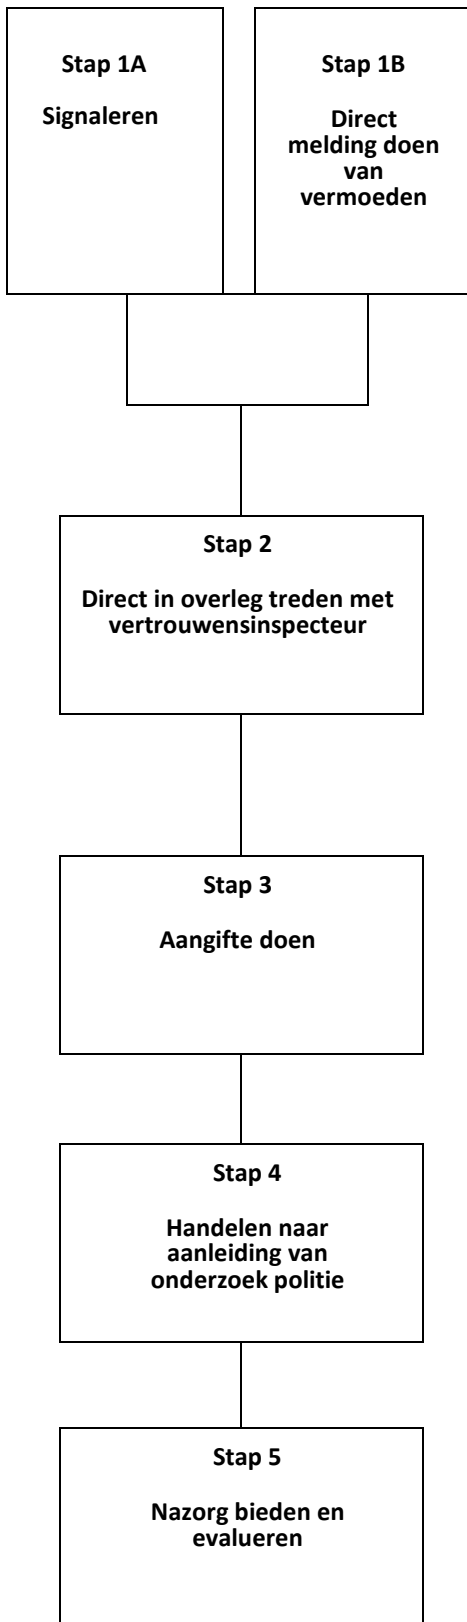 Stap 1A
Signaleren
Stap 1B
Direct
melding doen
van
vermoeden
Stap 2
Direct in overleg treden met
vertrouwensinspecteur
Stap 3
Aangifte doen
Stap 4
Handelen naar
aanleiding van
onderzoek politie
Stap 5
Nazorg bieden en
evalueren